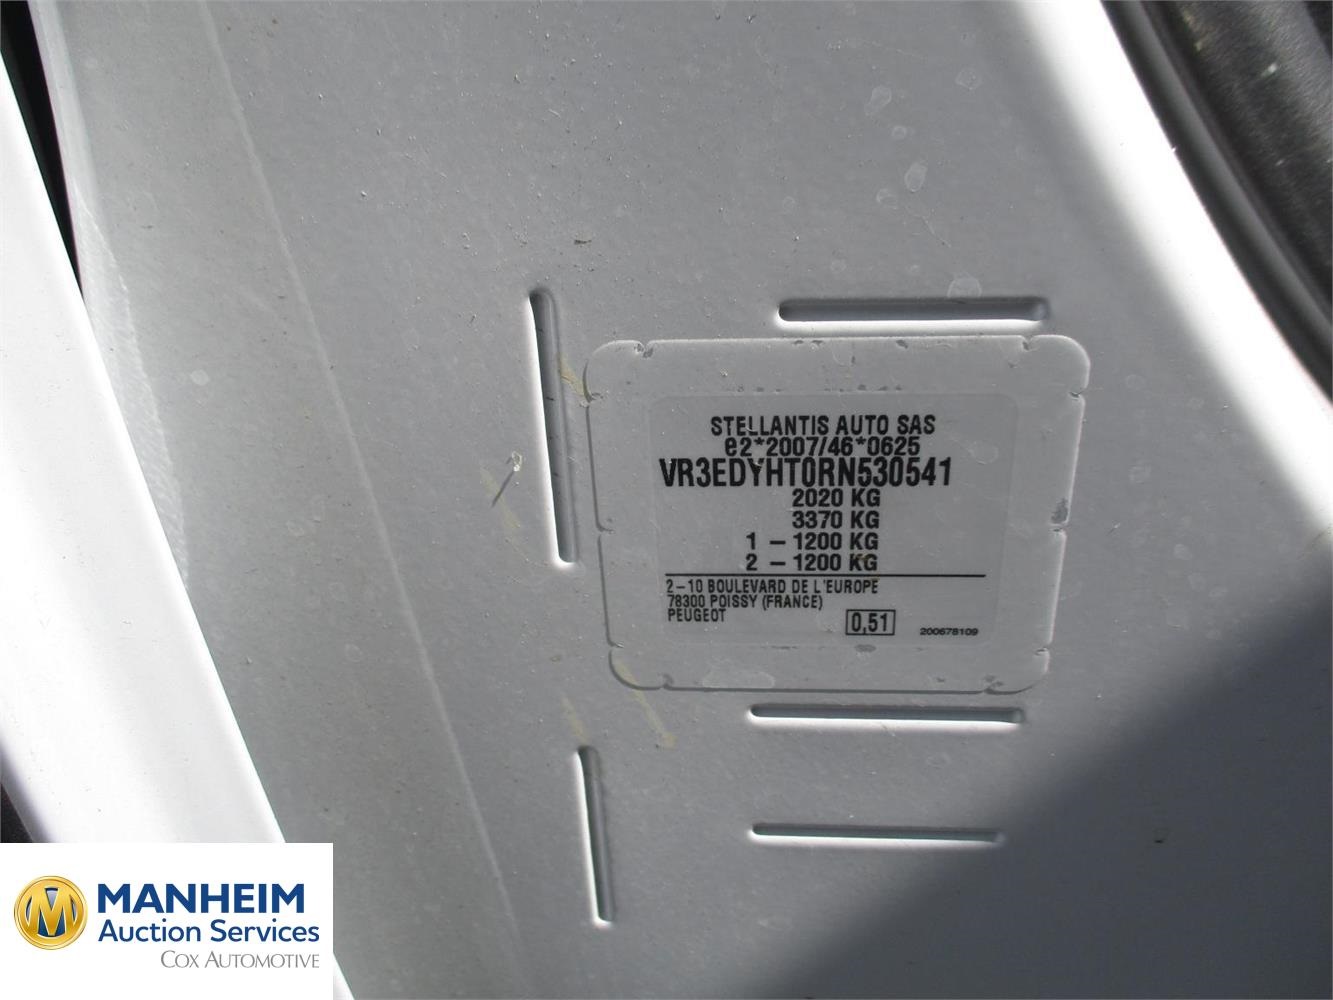 STELLANTIS AUTO SAS
e2*2007/46*0625
VR3EDYHT0RN530541
2020 KG
3370 KG
1 - 1200 KG
2 - 1200 KG
2-10 BOULEVARD DE L'EUROPE
78300 POISSY (FRANCE)
PEUGEOT
0,51
200678109
MANHEIM
Auction Services
COX AUTOMOTIVE